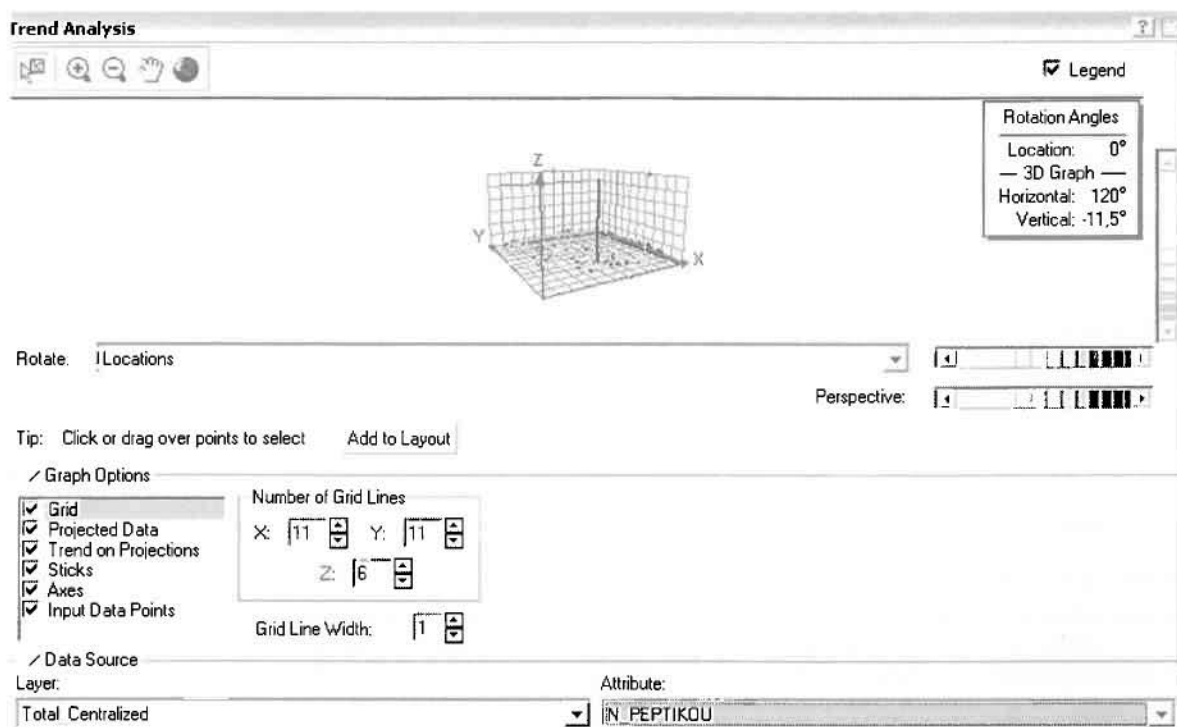 Trend Analysis
Legend
Rotation Angles
Location: 0°
— 3D Graph —
Horizontal: 120°
Vertical: -11,5°
Z
Y
X
Rotate: Locations
Perspective:
Tip: Click or drag over points to select Add to Layout
Graph Options
Grid
Projected Data
Trend on Projections
Sticks
Axes
Input Data Points
Number of Grid Lines
X: 11 Y: 11
Z: 6
Grid Line Width: 1
Data Source
Layer: Attribute:
Total_Centralized N_PEPTIKOU